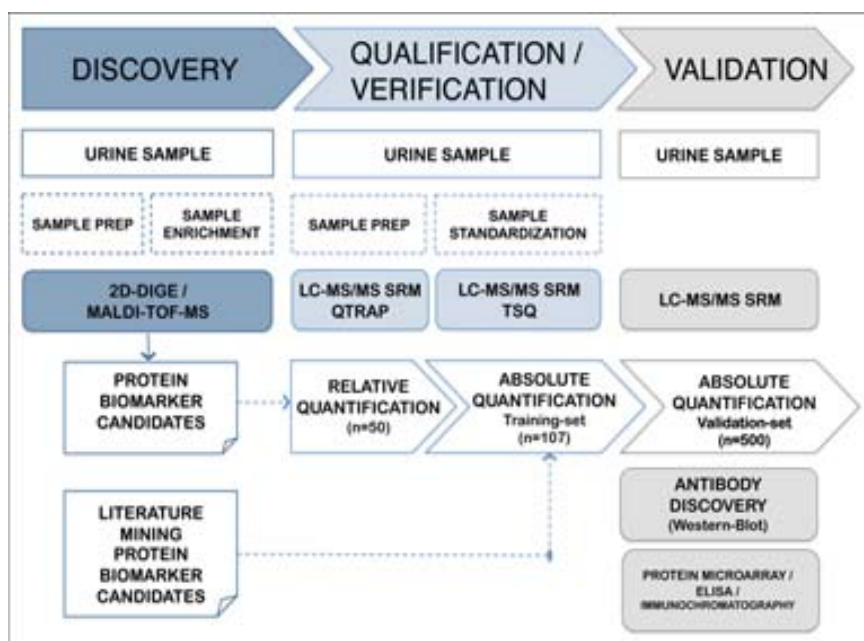 DISCOVERY
QUALIFICATION /
VERIFICATION
VALIDATION
URINE SAMPLE
URINE SAMPLE
URINE SAMPLE
SAMPLE PREP
SAMPLE
ENRICHMENT
SAMPLE PREP
SAMPLE
STANDARDIZATION
2D-DIGE /
MALDI-TOF-MS
LC-MS/MS SRM
QTRAP
LC-MS/MS SRM
TSQ
LC-MS/MS SRM
PROTEIN
BIOMARKER
CANDIDATES
RELATIVE
QUANTIFICATION
(n=50)
ABSOLUTE
QUANTIFICATION
Training-set
(n=107)
ABSOLUTE
QUANTIFICATION
Validation-set
(n=500)
LITERATURE
MINING
PROTEIN
BIOMARKER
CANDIDATES
ANTIBODY
DISCOVERY
(Western-Blot)
PROTEIN MICROARRAY /
ELISA /
IMMUNOCHROMATOGRAPHY